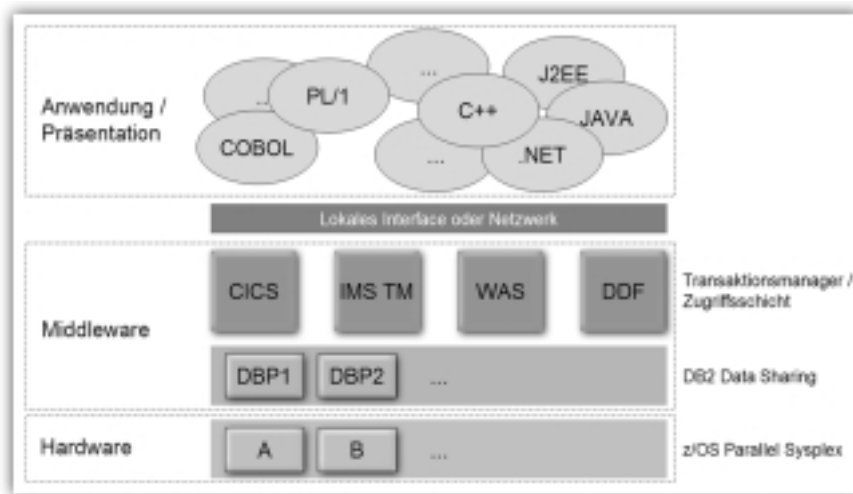 Anwendung /
Präsentation
...
PL/1
COBOL
...
C++
...
J2EE
JAVA
.NET
Lokales Interface oder Netzwerk
Middleware
CICS
IMS TM
WAS
DDF
Transaktionsmanager /
Zugriffsschicht
DBP1
DBP2
...
DB2 Data Sharing
Hardware
A
B
...
z/OS Parallel Sysplex